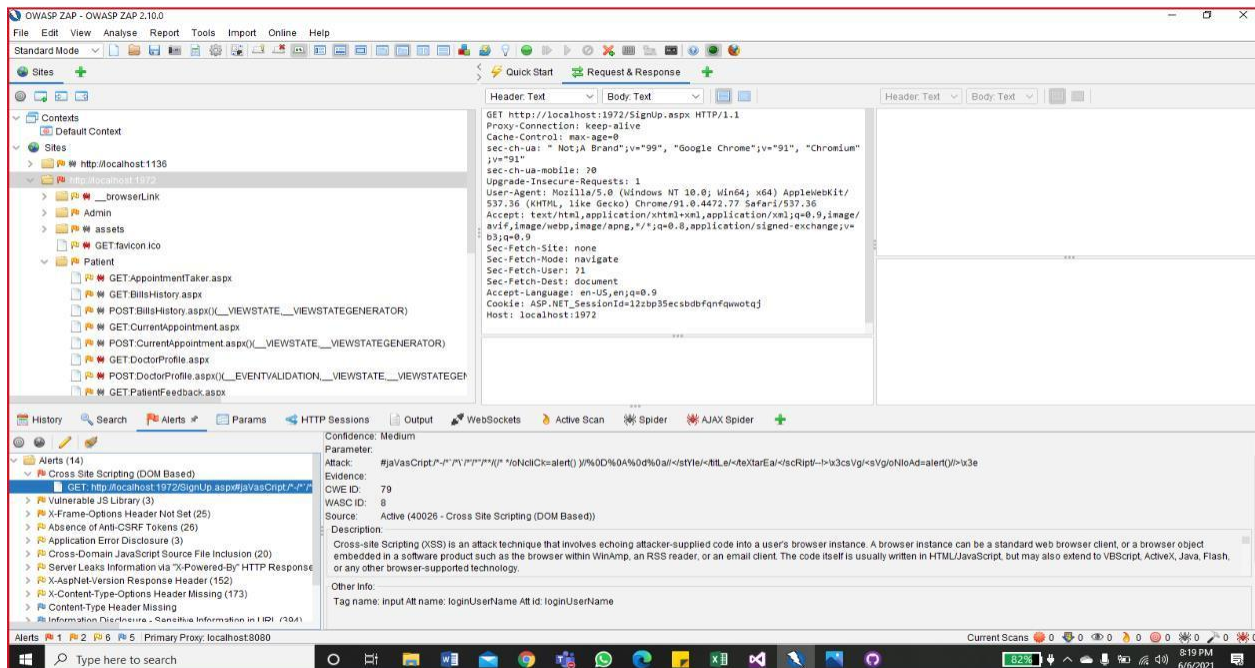 OWASP ZAP - OWASP ZAP 2.10.0
File Edit View Analyse Report Tools Import Online Help
Standard Mode
Sites
Quick Start Request & Response
Header: Text Body: Text
Header: Text Body: Text
Contexts
Default Context
Sites
http://localhost:1136
http://localhost:1972
__browserLink
Admin
assets
GET:favicon.ico
Patient
GET:AppointmentTaker.aspx
GET:BillsHistory.aspx
POST:BillsHistory.aspx()(__VIEWSTATE,__VIEWSTATEGENERATOR)
GET:CurrentAppointment.aspx
POST:CurrentAppointment.aspx()(__VIEWSTATE,__VIEWSTATEGENERATOR)
GET:DoctorProfile.aspx
POST:DoctorProfile.aspx()(__EVENTVALIDATION,__VIEWSTATE,__VIEWSTATEGEN
GET:PatientFeedback.aspx
GET http://localhost:1972/SignUp.aspx HTTP/1.1
Proxy-Connection: keep-alive
Cache-Control: max-age=0
sec-ch-ua: " Not;A Brand";v="99", "Google Chrome";v="91", "Chromium"
;v="91"
sec-ch-ua-mobile: ?0
Upgrade-Insecure-Requests: 1
User-Agent: Mozilla/5.0 (Windows NT 10.0; Win64; x64) AppleWebKit/
537.36 (KHTML, like Gecko) Chrome/91.0.4472.77 Safari/537.36
Accept: text/html,application/xhtml+xml,application/xml;q=0.9,image/
avif,image/webp,image/apng,*/*;q=0.8,application/signed-exchange;v=
b3;q=0.9
Sec-Fetch-Site: none
Sec-Fetch-Mode: navigate
Sec-Fetch-User: ?1
Sec-Fetch-Dest: document
Accept-Language: en-US,en;q=0.9
Cookie: ASP.NET_SessionId=12zbp35ecsbdbfqnfqwwotqj
Host: localhost:1972
History Search Alerts Params HTTP Sessions Output WebSockets Active Scan Spider AJAX Spider
Alerts (14)
Cross Site Scripting (DOM Based)
GET: http://localhost:1972/SignUp.aspx#jaVasCript:/*-/*`/*
Vulnerable JS Library (3)
X-Frame-Options Header Not Set (25)
Absence of Anti-CSRF Tokens (26)
Application Error Disclosure (3)
Cross-Domain JavaScript Source File Inclusion (20)
Server Leaks Information via "X-Powered-By" HTTP Response
X-AspNet-Version Response Header (152)
X-Content-Type-Options Header Missing (173)
Content-Type Header Missing
Information Disclosure - Sensitive Information in URL (394)
Confidence: Medium
Parameter:
Attack: #jaVasCript:/*-/*`/*\`/*'/*"/**/(/* */oNcliCk=alert() )//%0D%0A%0d%0a//</stYle/</titLe/</teXtarEa/</scRipt/--!>\x3csVg/<sVg/oNloAd=alert()//>\x3e
Evidence:
CWE ID: 79
WASC ID: 8
Source: Active (40026 - Cross Site Scripting (DOM Based))
Description:
Cross-site Scripting (XSS) is an attack technique that involves echoing attacker-supplied code into a user's browser instance. A browser instance can be a standard web browser client, or a browser object
embedded in a software product such as the browser within WinAmp, an RSS reader, or an email client. The code itself is usually written in HTML/JavaScript, but may also extend to VBScript, ActiveX, Java, Flash,
or any other browser-supported technology.
Other Info:
Tag name: input Att name: loginUserName Att id: loginUserName
Alerts 1 2 6 5 Primary Proxy: localhost:8080
Current Scans 0 0 0 0 0 0 0 0
Type here to search
82%
8:19 PM
6/6/2021